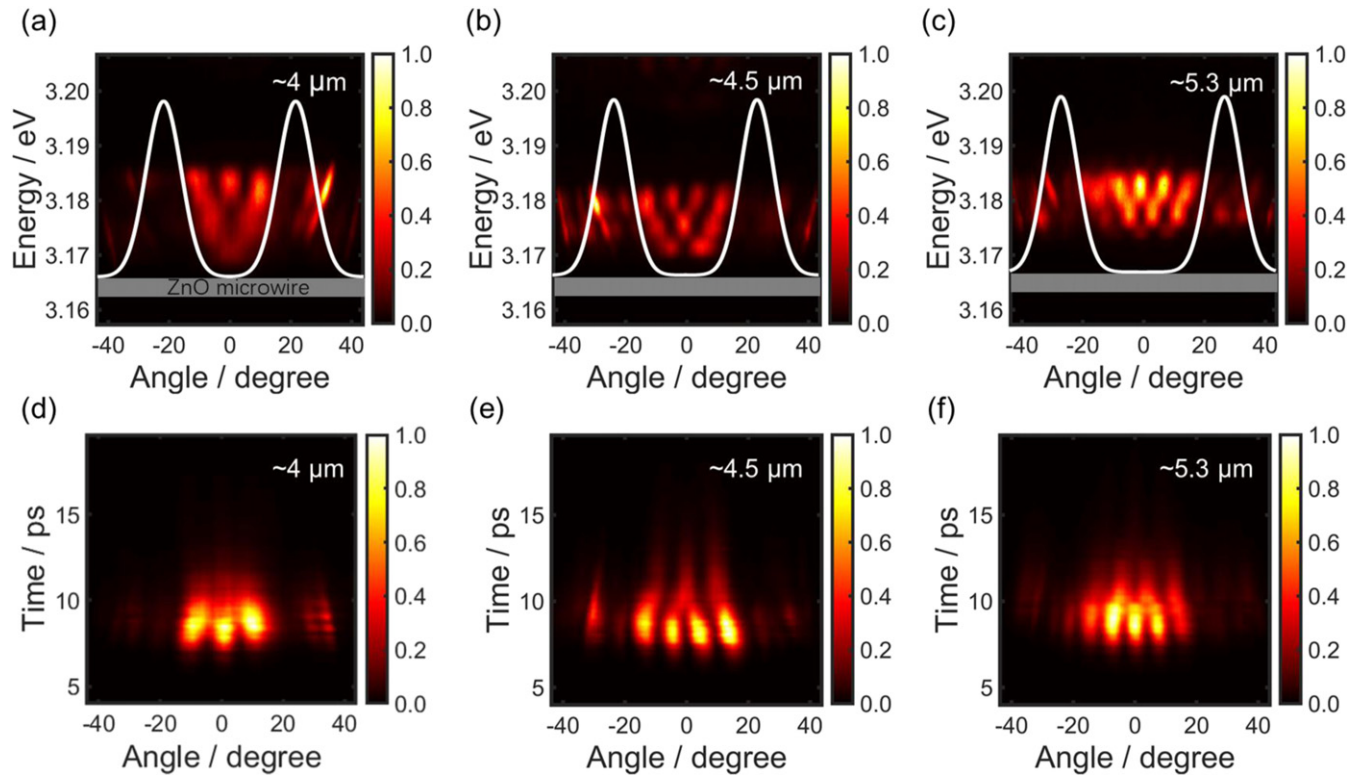 (a)
(b)
(c)
Energy / eV
3.20
3.19
3.18
3.17
3.16
~4 μm
ZnO microwire
-40 -20 0 20 40
Angle / degree
1.0
0.8
0.6
0.4
0.2
0.0
Energy / eV
3.20
3.19
3.18
3.17
3.16
~4.5 μm
-40 -20 0 20 40
Angle / degree
1.0
0.8
0.6
0.4
0.2
0.0
Energy / eV
3.20
3.19
3.18
3.17
3.16
~5.3 μm
-40 -20 0 20 40
Angle / degree
1.0
0.8
0.6
0.4
0.2
0.0
(d)
(e)
(f)
Time / ps
15
10
5
~4 μm
-40 -20 0 20 40
Angle / degree
1.0
0.8
0.6
0.4
0.2
0.0
Time / ps
15
10
5
~4.5 μm
-40 -20 0 20 40
Angle / degree
1.0
0.8
0.6
0.4
0.2
0.0
Time / ps
15
10
5
~5.3 μm
-40 -20 0 20 40
Angle / degree
1.0
0.8
0.6
0.4
0.2
0.0